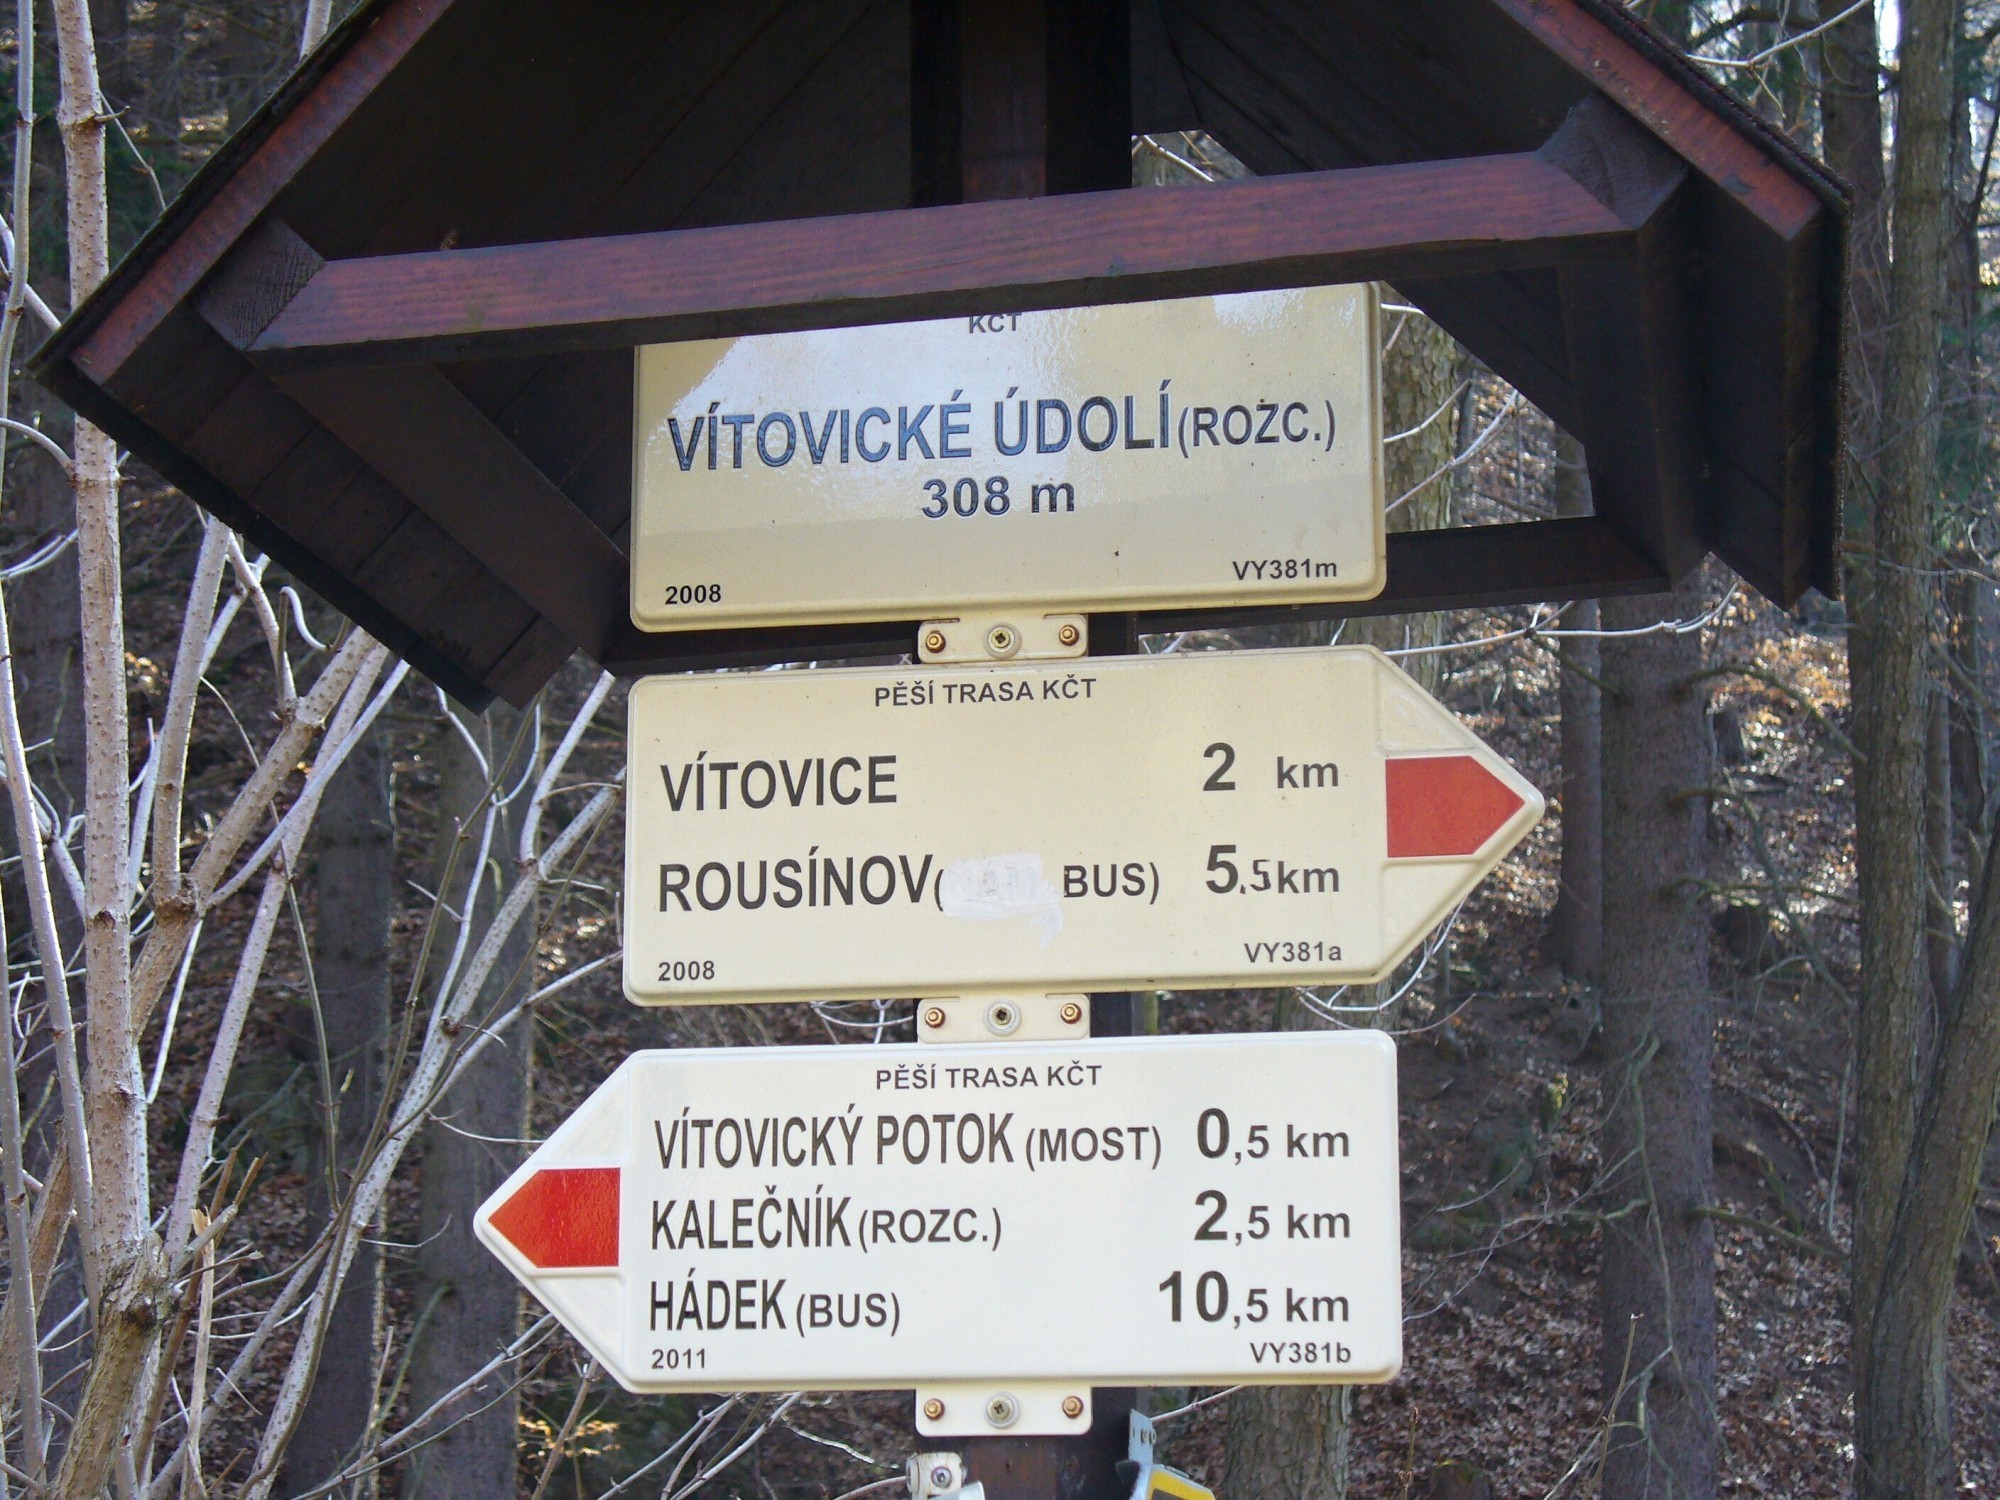 KČT
VÍTOVICKÉ ÚDOLÍ (ROZC.)
308 m
2008 VY381m
PĚŠÍ TRASA KČT
VÍTOVICE 2 km
ROUSÍNOV ( BUS) 5,5 km
2008 VY381a
PĚŠÍ TRASA KČT
VÍTOVICKÝ POTOK (MOST) 0,5 km
KALEČNÍK (ROZC.) 2,5 km
HÁDEK (BUS) 10,5 km
2011 VY381b